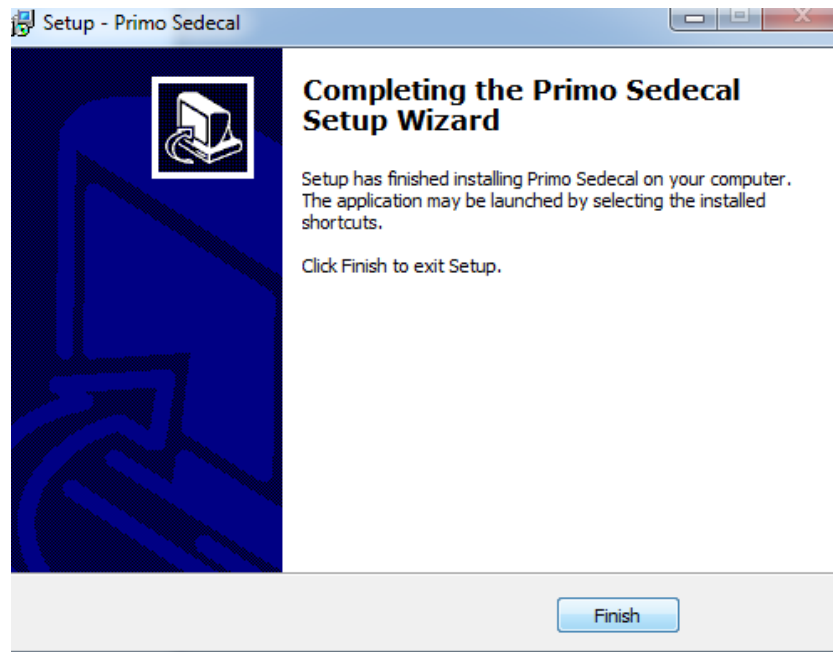 Setup - Primo Sedecal
Completing the Primo Sedecal
Setup Wizard
Setup has finished installing Primo Sedecal on your computer.
The application may be launched by selecting the installed
shortcuts.
Click Finish to exit Setup.
Finish